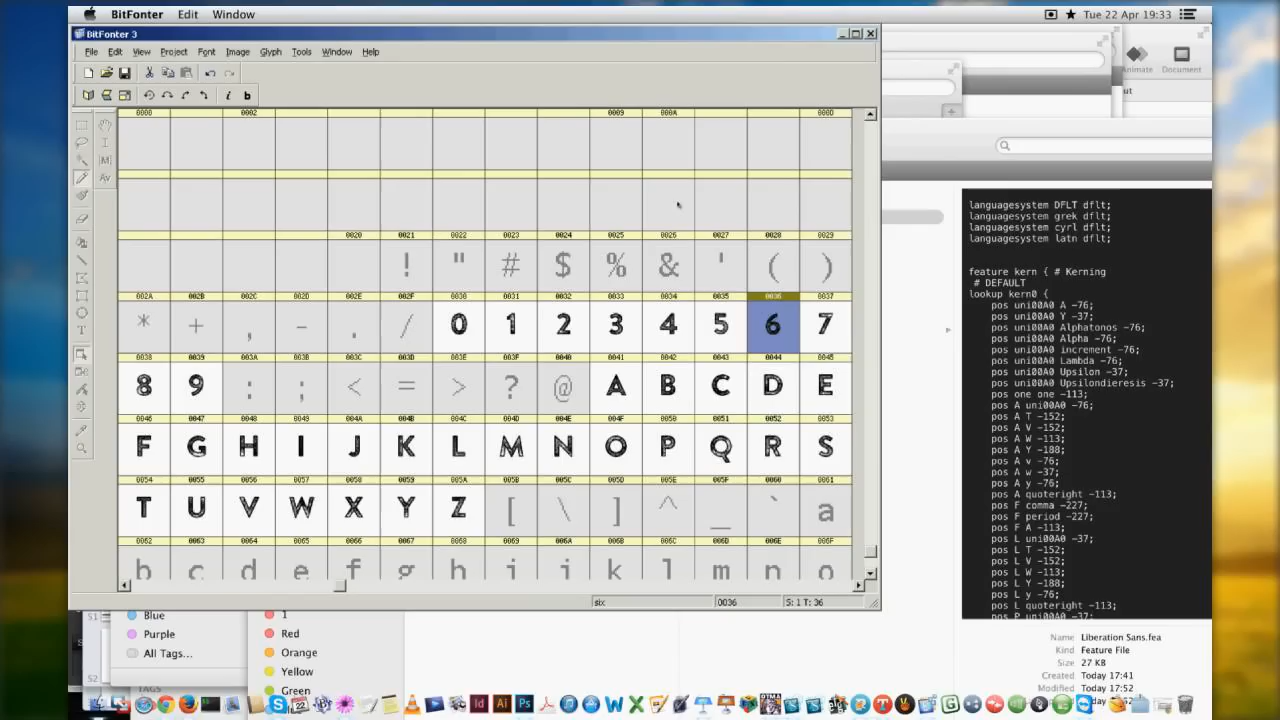 BitFonter Edit Window
Tue 22 Apr 19:33
BitFonter 3
File Edit View Project Font Image Glyph Tools Window Help
Animate Document
0000 0002 0009 000A 000D
0020 0021 0022 0023 0024 0025 0026 0027 0028 0029
! " # $ % & ' ( )
002A 002B 002C 002D 002E 002F 0030 0031 0032 0033 0034 0035 0036 0037
* + , - . / 0 1 2 3 4 5 6 7
0038 0039 003A 003B 003C 003D 003E 003F 0040 0041 0042 0043 0044 0045
8 9 : ; < = > ? @ A B C D E
0046 0047 0048 0049 004A 004B 004C 004D 004E 004F 0050 0051 0052 0053
F G H I J K L M N O P Q R S
0054 0055 0056 0057 0058 0059 005A 005B 005C 005D 005E 005F 006E 0061
T U V W X Y Z [ \ ] ^ _ ` a
0062 0063 0064 0065 0066 0067 0068 0069 006A 006B 006C 006D 006E 006F
b c d e f g h i j k l m n o
six 0036 S: 1 T: 36
languagesystem DFLT dflt;
languagesystem grek dflt;
languagesystem cyrl dflt;
languagesystem latn dflt;
feature kern { # Kerning
# DEFAULT
lookup kern0 {
pos uni00A0 A -76;
pos uni00A0 Y -37;
pos uni00A0 Alphatonos -76;
pos uni00A0 Alpha -76;
pos uni00A0 increment -76;
pos uni00A0 Lambda -76;
pos uni00A0 Upsilon -37;
pos uni00A0 Upsilondieresis -37;
pos one one -113;
pos A uni00A0 -76;
pos A T -152;
pos A V -152;
pos A W -113;
pos A Y -188;
pos A v -76;
pos A w -37;
pos A y -76;
pos A quoteright -113;
pos F comma -227;
pos F period -227;
pos F A -113;
pos L uni00A0 -37;
pos L T -152;
pos L V -152;
pos L W -113;
pos L Y -188;
pos L y -76;
pos L quoteright -113;
pos P uni00A0 -37;
Blue
Purple
All Tags...
TAGS
1
Red
Orange
Yellow
Green
Name Liberation Sans.fea
Kind Feature File
Size 27 KB
Created Today 17:41
Modified Today 17:52